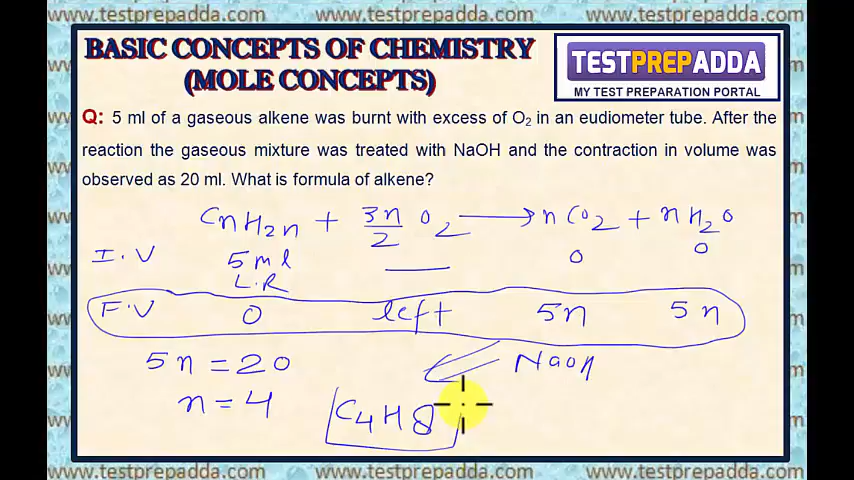 www.testprepadda.com www.testprepadda.com www.testprepadda.com
BASIC CONCEPTS OF CHEMISTRY
(MOLE CONCEPTS)
TESTPREPADDA
MY TEST PREPARATION PORTAL
Q: 5 ml of a gaseous alkene was burnt with excess of O₂ in an eudiometer tube. After the
reaction the gaseous mixture was treated with NaOH and the contraction in volume was
observed as 20 ml. What is formula of alkene?
CnH2n + 3n/2 O2 → n CO2 + n H2O
I.V 5 ml 0 0
L.R
F.V 0 left 5n 5n
5n = 20 NaOH
n = 4 C4H8
www.testprepadda.com www.testprepadda.com www.testprepadda.com